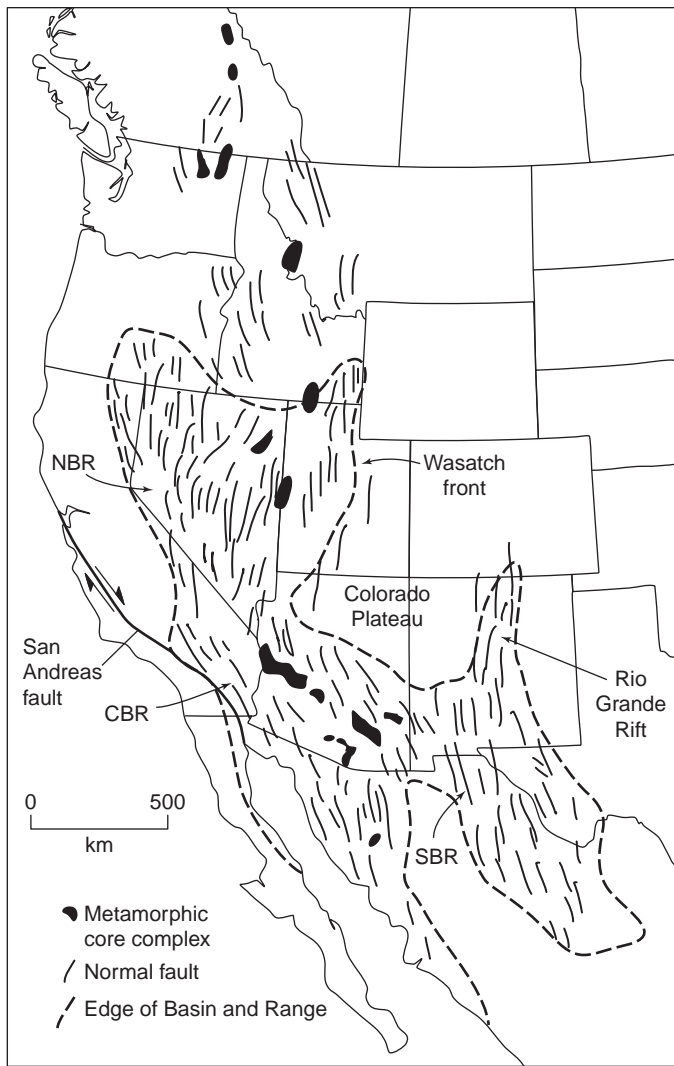 NBR
Wasatch
front
Colorado
Plateau
San
Andreas
fault
CBR
Rio
Grande
Rift
0 500
km
SBR
Metamorphic
core complex
Normal fault
Edge of Basin and Range